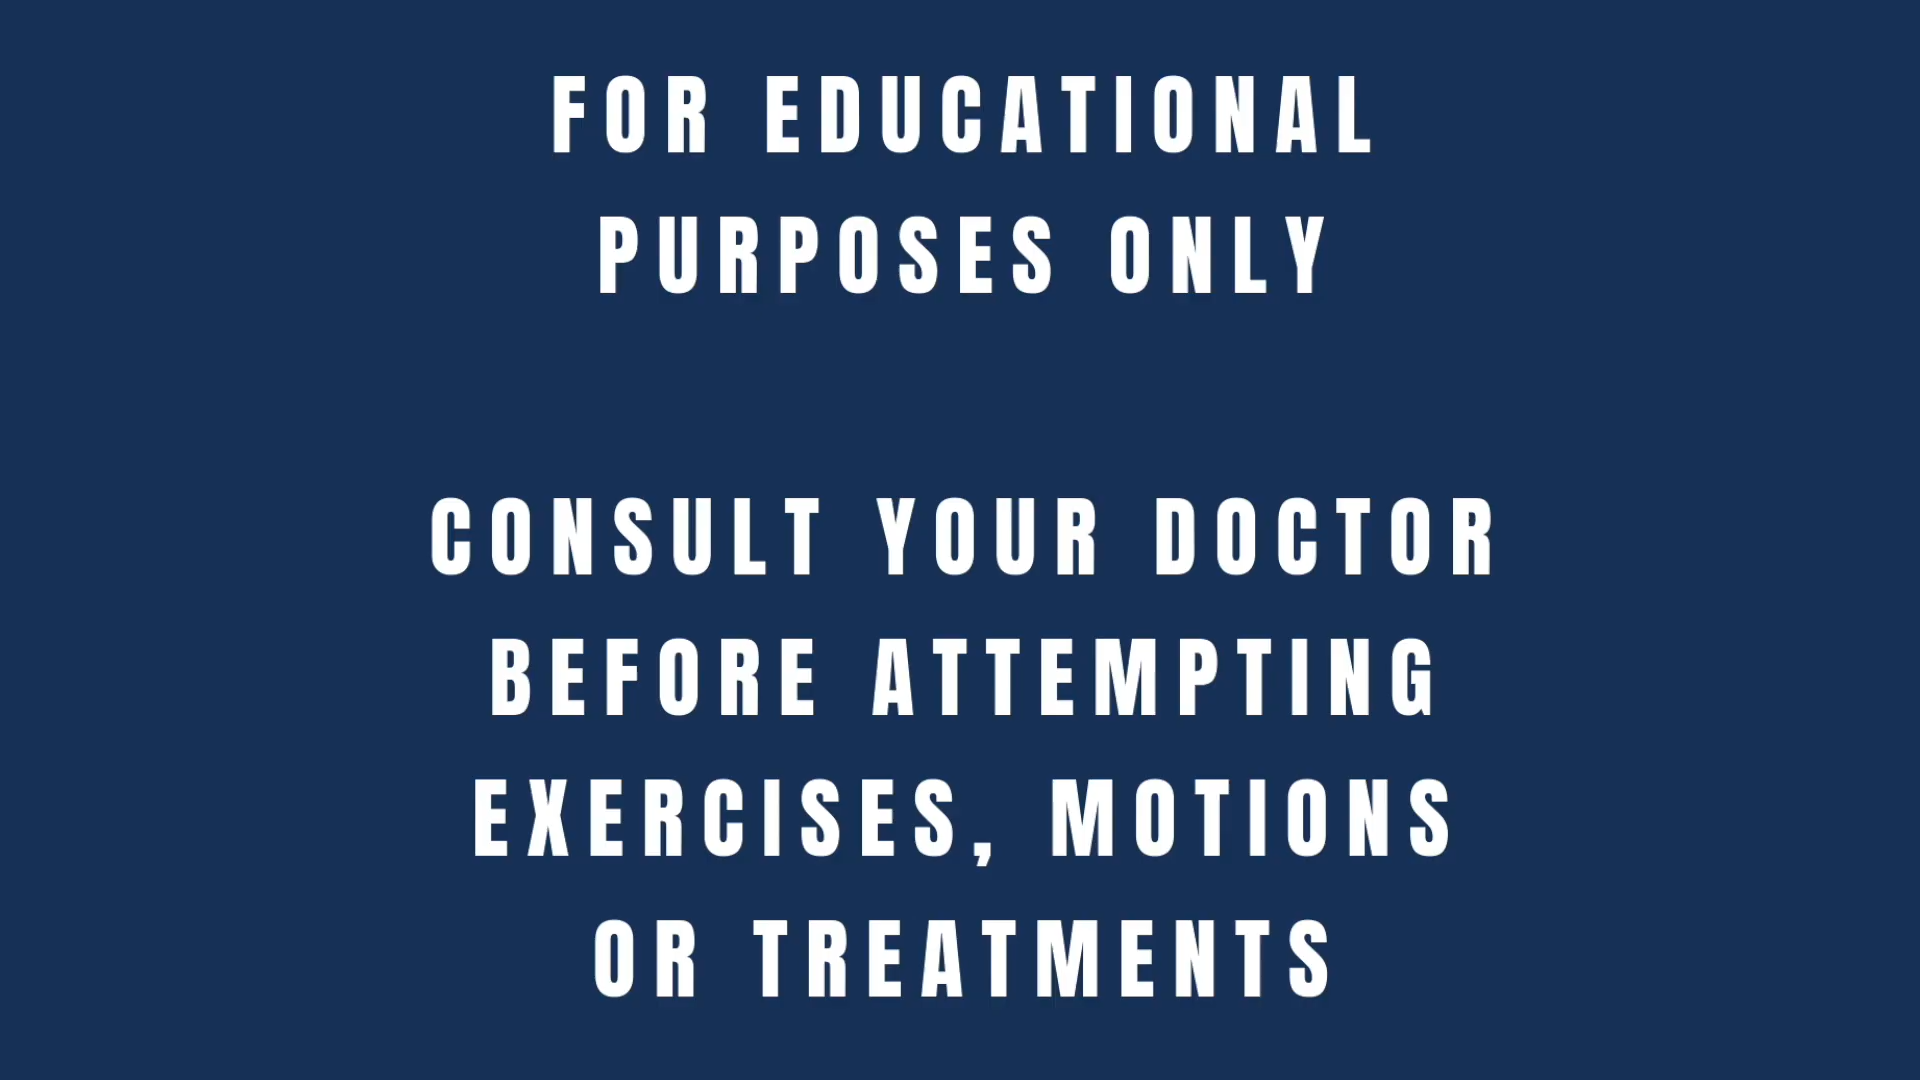 FOR EDUCATIONAL
PURPOSES ONLY
CONSULT YOUR DOCTOR
BEFORE ATTEMPTING
EXERCISES, MOTIONS
OR TREATMENTS